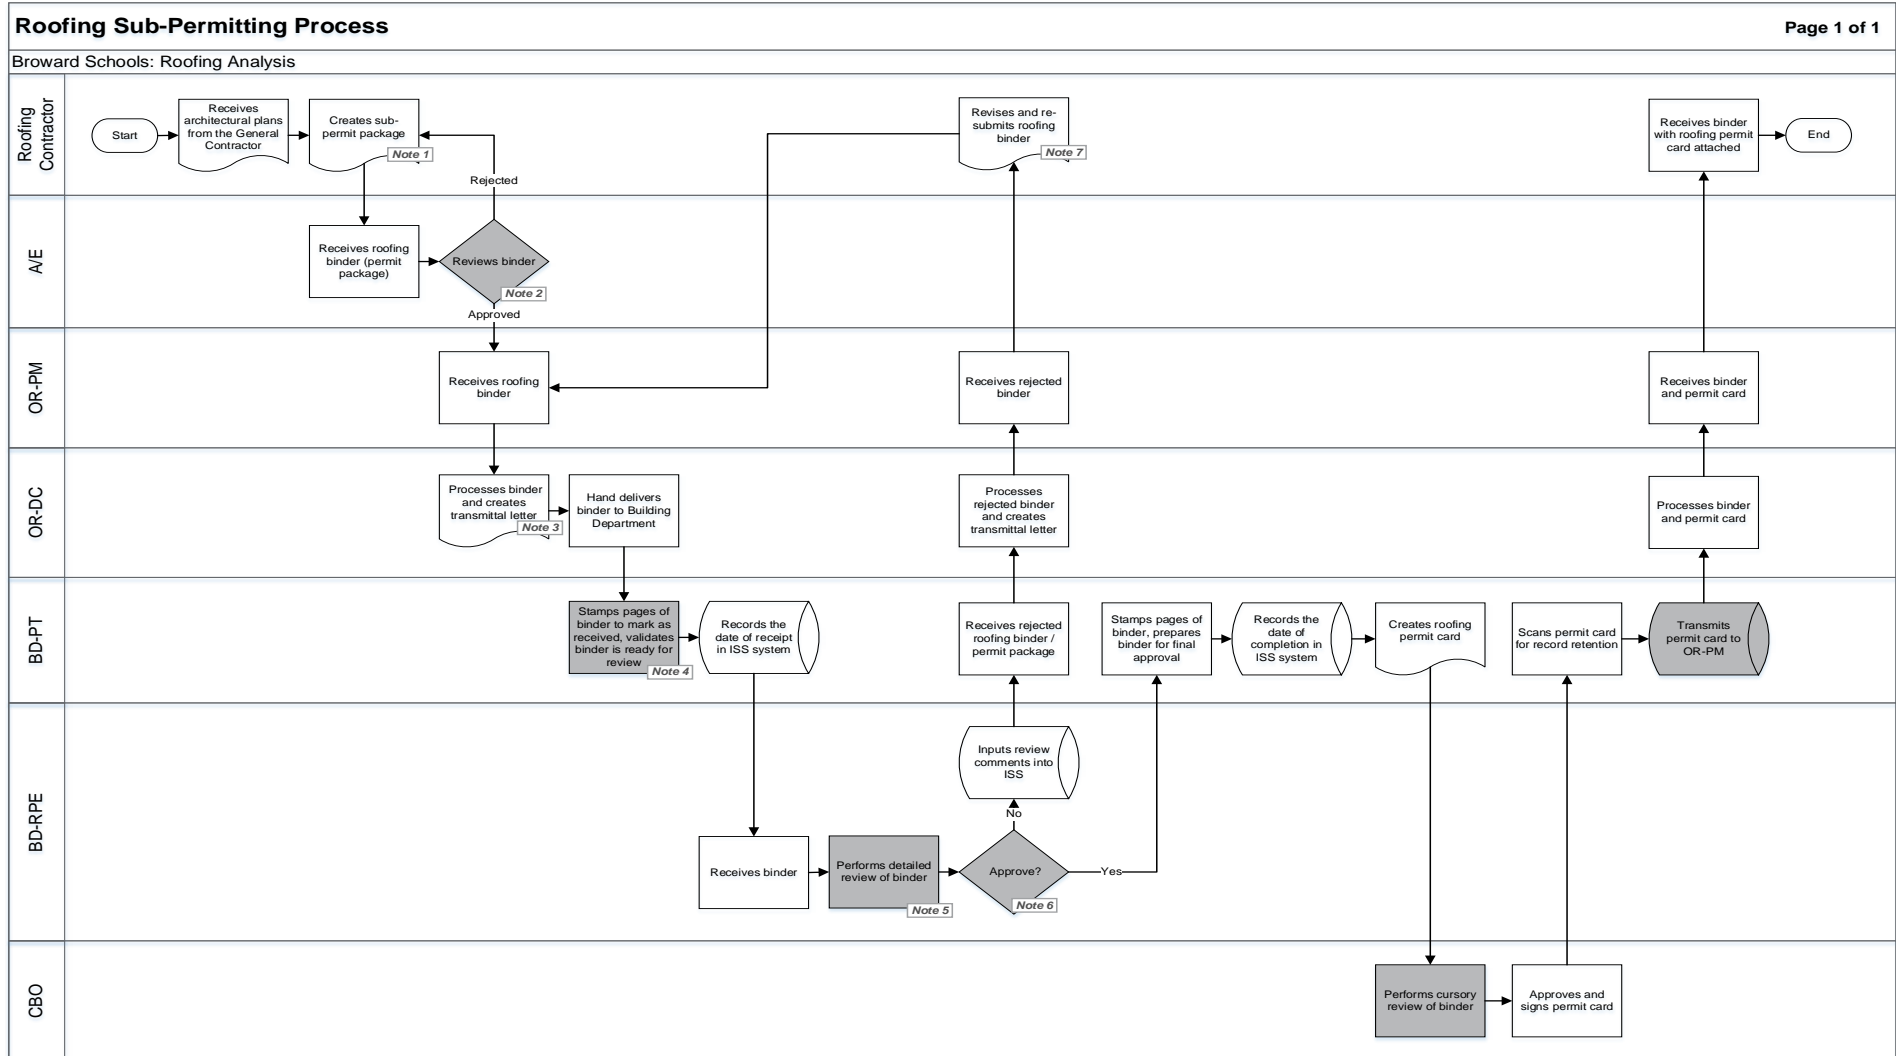 Roofing Sub-Permitting Process
Page 1 of 1
Broward Schools: Roofing Analysis
Roofing
Contractor
Start
Receives
architectural plans
from the General
Contractor
Creates sub-
permit package
Note 1
Rejected
Revises and re-
submits roofing
binder
Note 7
Receives binder
with roofing permit
card attached
End
A/E
Receives roofing
binder (permit
package)
Reviews binder
Note 2
Approved
OR-PM
Receives roofing
binder
Receives rejected
binder
Receives binder
and permit card
OR-DC
Processes binder
and creates
transmittal letter
Note 3
Hand delivers
binder to Building
Department
Processes
rejected binder
and creates
transmittal letter
Processes binder
and permit card
BD-PT
Stamps pages of
binder to mark as
received, validates
binder is ready for
review
Note 4
Records the
date of receipt
in ISS system
Receives rejected
roofing binder /
permit package
Stamps pages of
binder, prepares
binder for final
approval
Records the
date of
completion in
ISS system
Creates roofing
permit card
Scans permit card
for record retention
Transmits
permit card to
OR-PM
BD-RPE
Inputs review
comments into
ISS
No
Receives binder
Performs detailed
review of binder
Note 5
Approve?
Note 6
Yes
CBO
Performs cursory
review of binder
Approves and
signs permit card